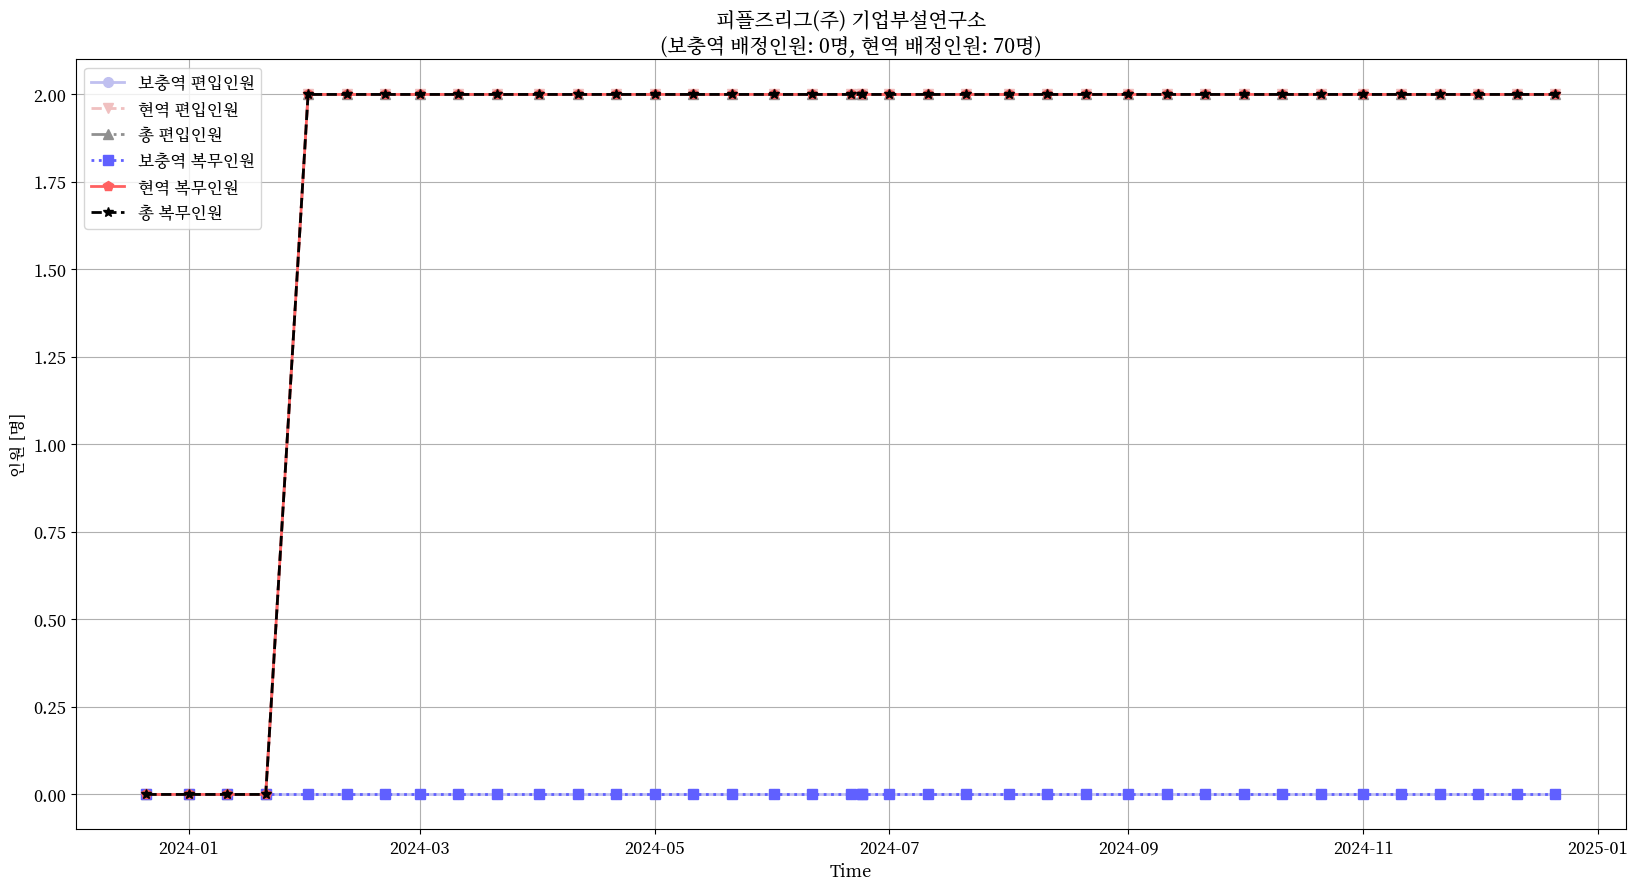 피플즈리그(주) 기업부설연구소
(보충역 배정인원: 0명, 현역 배정인원: 70명)
보충역 편입인원
현역 편입인원
총 편입인원
보충역 복무인원
현역 복무인원
총 복무인원
2.00
1.75
1.50
1.25
1.00
0.75
0.50
0.25
0.00
인원 [명]
2024-01
2024-03
2024-05
2024-07
2024-09
2024-11
2025-01
Time